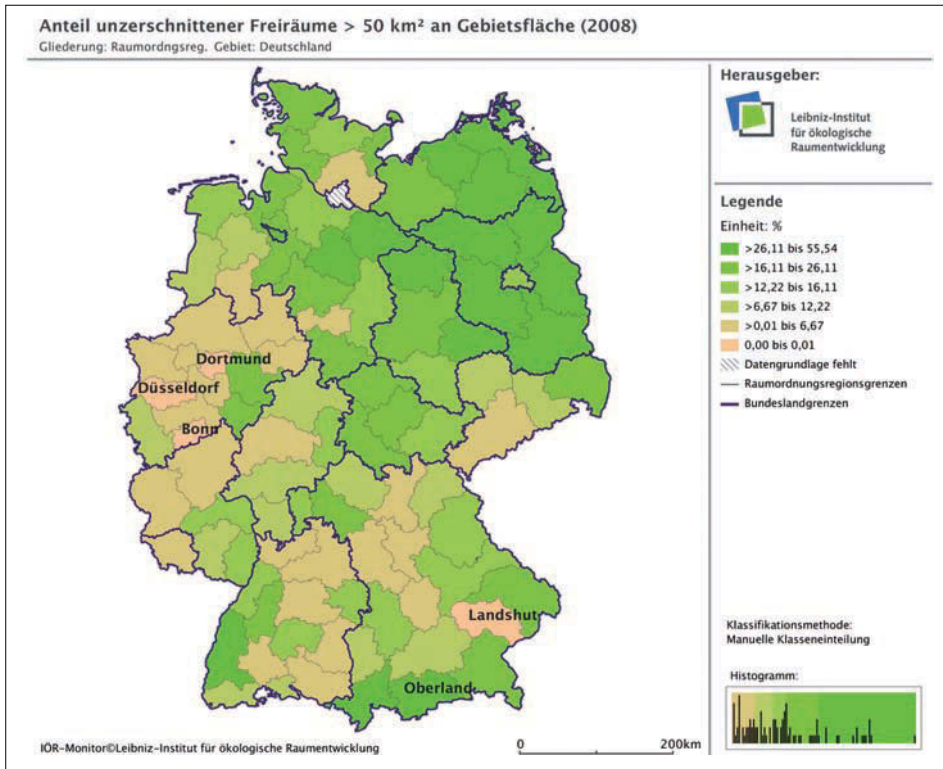 Anteil unzerschnittener Freiräume > 50 km² an Gebietsfläche (2008)
Gliederung: Raumordngsreg. Gebiet: Deutschland
Herausgeber:
Leibniz-Institut
für ökologische
Raumentwicklung
Legende
Einheit: %
>26,11 bis 55,54
>16,11 bis 26,11
>12,22 bis 16,11
>6,67 bis 12,22
>0,01 bis 6,67
0,00 bis 0,01
Datengrundlage fehlt
Raumordnungsregionsgrenzen
Bundeslandgrenzen
Dortmund
Düsseldorf
Bonn
Landshut
Oberland
Klassifikationsmethode:
Manuelle Klasseneinteilung
Histogramm:
IÖR-Monitor©Leibniz-Institut für ökologische Raumentwicklung
0 200km